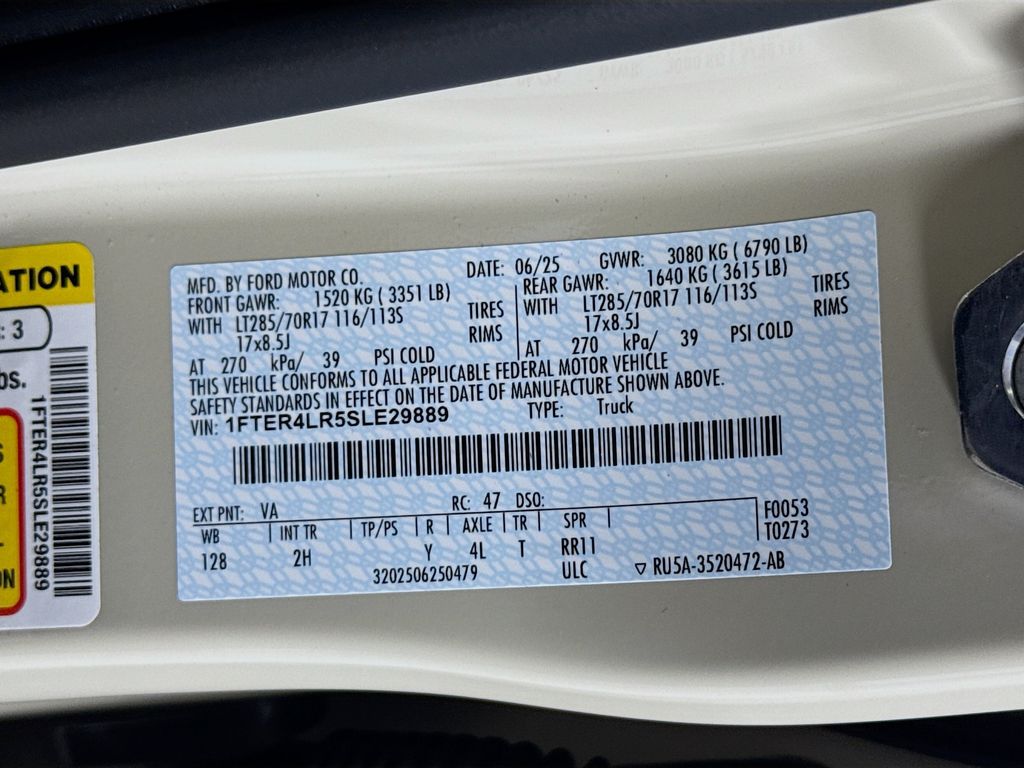 MFD. BY FORD MOTOR CO. DATE: 06/25 GVWR: 3080 KG ( 6790 LB)
FRONT GAWR: 1520 KG ( 3351 LB) REAR GAWR: 1640 KG ( 3615 LB)
WITH LT285/70R17 116/113S TIRES WITH LT285/70R17 116/113S TIRES
17x8.5J RIMS 17x8.5J RIMS
AT 270 kPa/ 39 PSI COLD AT 270 kPa/ 39 PSI COLD
THIS VEHICLE CONFORMS TO ALL APPLICABLE FEDERAL MOTOR VEHICLE
SAFETY STANDARDS IN EFFECT ON THE DATE OF MANUFACTURE SHOWN ABOVE.
VIN: 1FTER4LR5SLE29889 TYPE: Truck
EXT PNT: VA RC: 47 DSO: F0053
WB INT TR TP/PS R AXLE TR SPR T0273
128 2H Y 4L T RR11
3202506250479 ULC ▽ RU5A-3520472-AB
ATION
: 3
bs.
1FTER4LR5SLE29889
S
R
L
ON